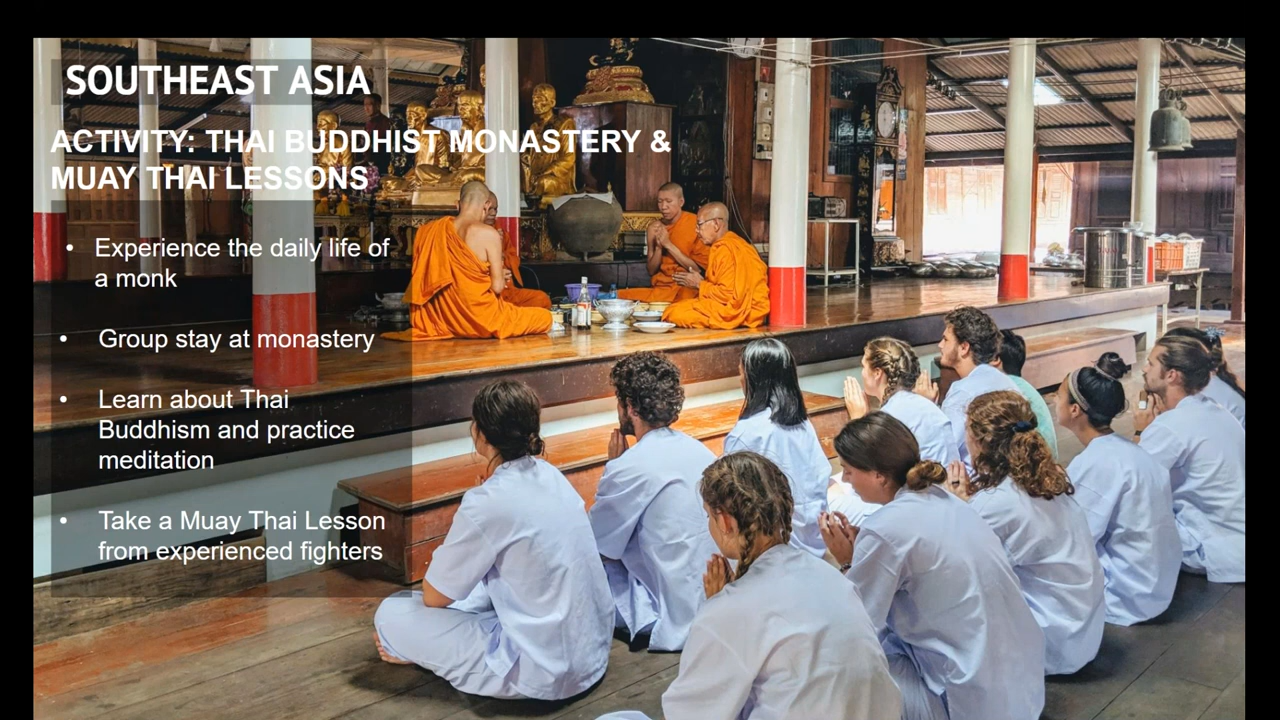 SOUTHEAST ASIA
ACTIVITY: THAI BUDDHIST MONASTERY &
MUAY THAI LESSONS
• Experience the daily life of
a monk
• Group stay at monastery
• Learn about Thai
Buddhism and practice
meditation
• Take a Muay Thai Lesson
from experienced fighters